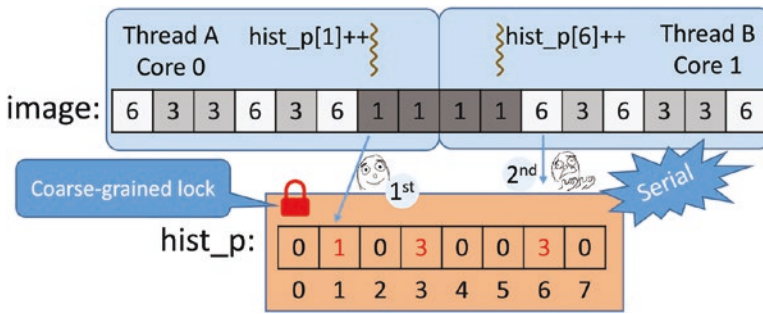 Thread A
Core 0
hist_p[1]++
hist_p[6]++
Thread B
Core 1
image: 6 3 3 6 3 6 1 1 1 1 6 3 6 3 3 6
Coarse-grained lock
1st
2nd
Serial
hist_p: 0 1 0 3 0 0 3 0
0 1 2 3 4 5 6 7